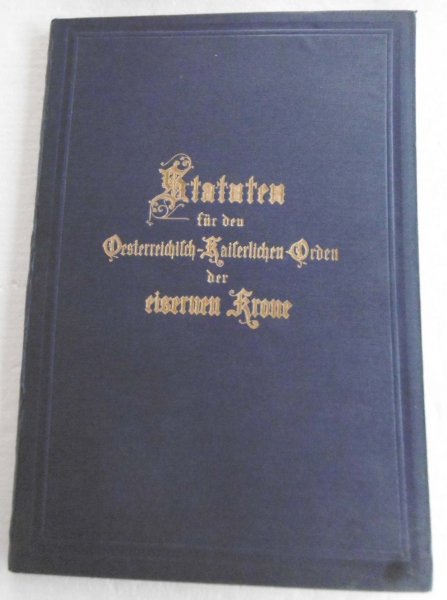 Statuten
für den
Oesterreichisch-Kaiserlichen-Orden
der
eisernen Krone